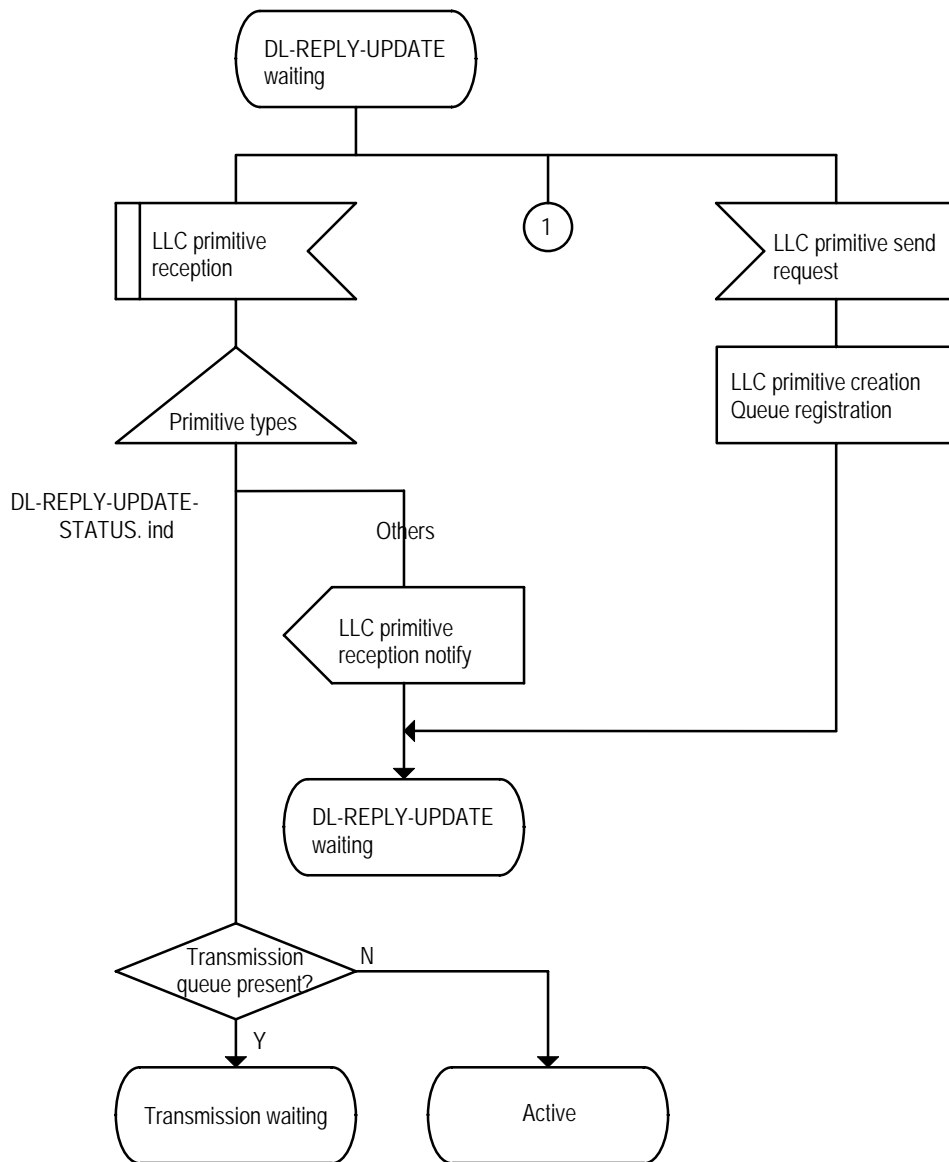 DL-REPLY-UPDATE
waiting
LLC primitive
reception
1
LLC primitive send
request
Primitive types
LLC primitive creation
Queue registration
DL-REPLY-UPDATE-
STATUS. ind
Others
LLC primitive
reception notify
DL-REPLY-UPDATE
waiting
Transmission
queue present?
N
Y
Transmission waiting
Active